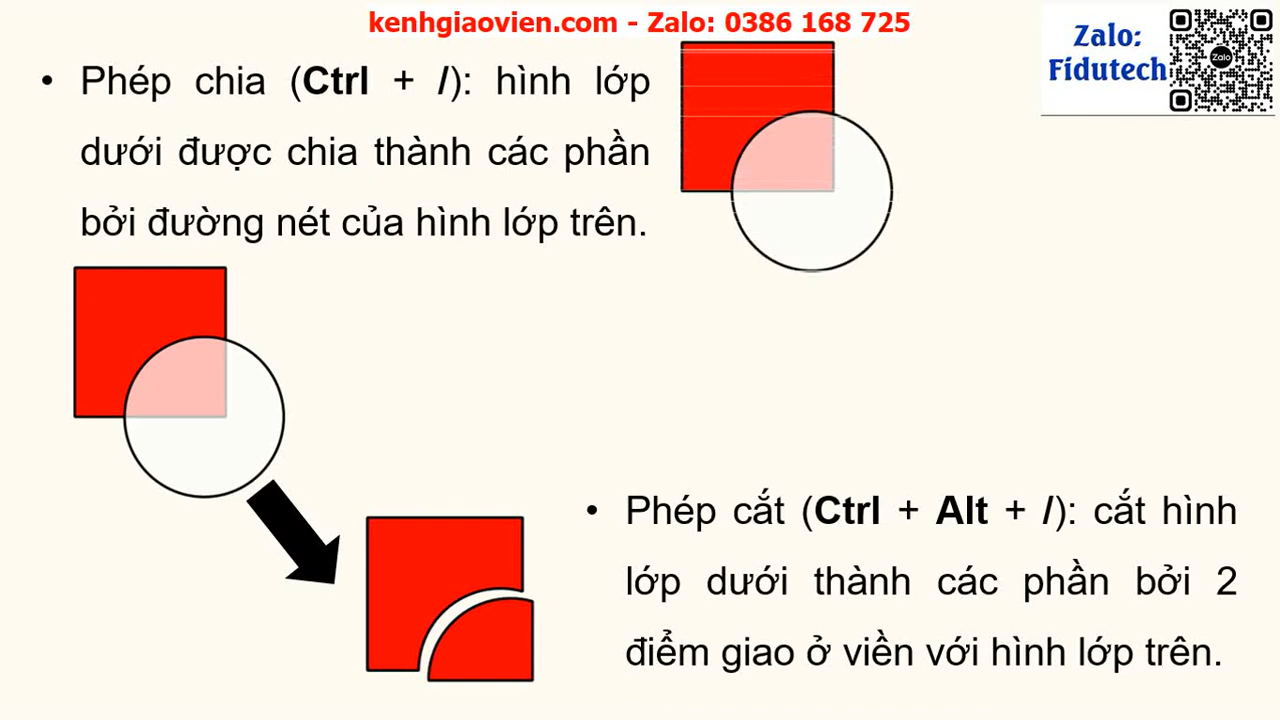 kenhgiaovien.com - Zalo: 0386 168 725
Zalo:
Fidutech
Zalo
• Phép chia (Ctrl + /): hình lớp
dưới được chia thành các phần
bởi đường nét của hình lớp trên.
• Phép cắt (Ctrl + Alt + /): cắt hình
lớp dưới thành các phần bởi 2
điểm giao ở viền với hình lớp trên.